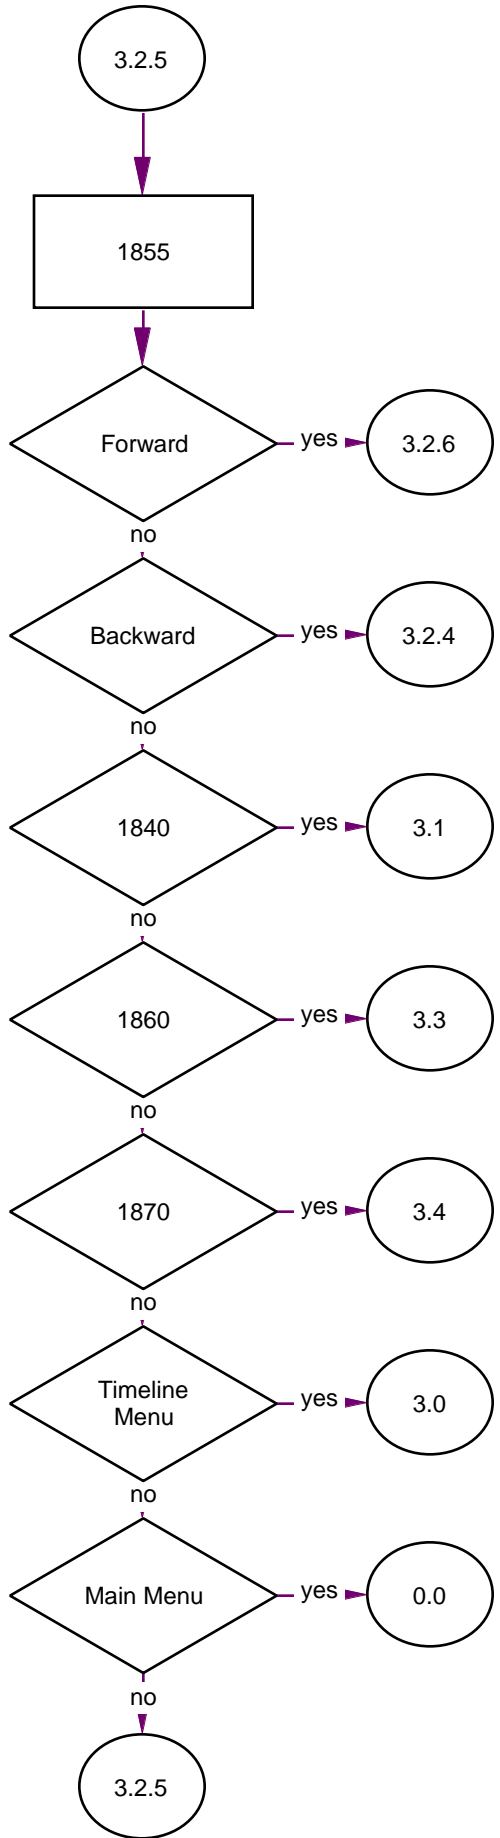 3.2.5
1855
Forward
yes
3.2.6
no
Backward
yes
3.2.4
no
1840
yes
3.1
no
1860
yes
3.3
no
1870
yes
3.4
no
Timeline
Menu
yes
3.0
no
Main Menu
yes
0.0
no
3.2.5